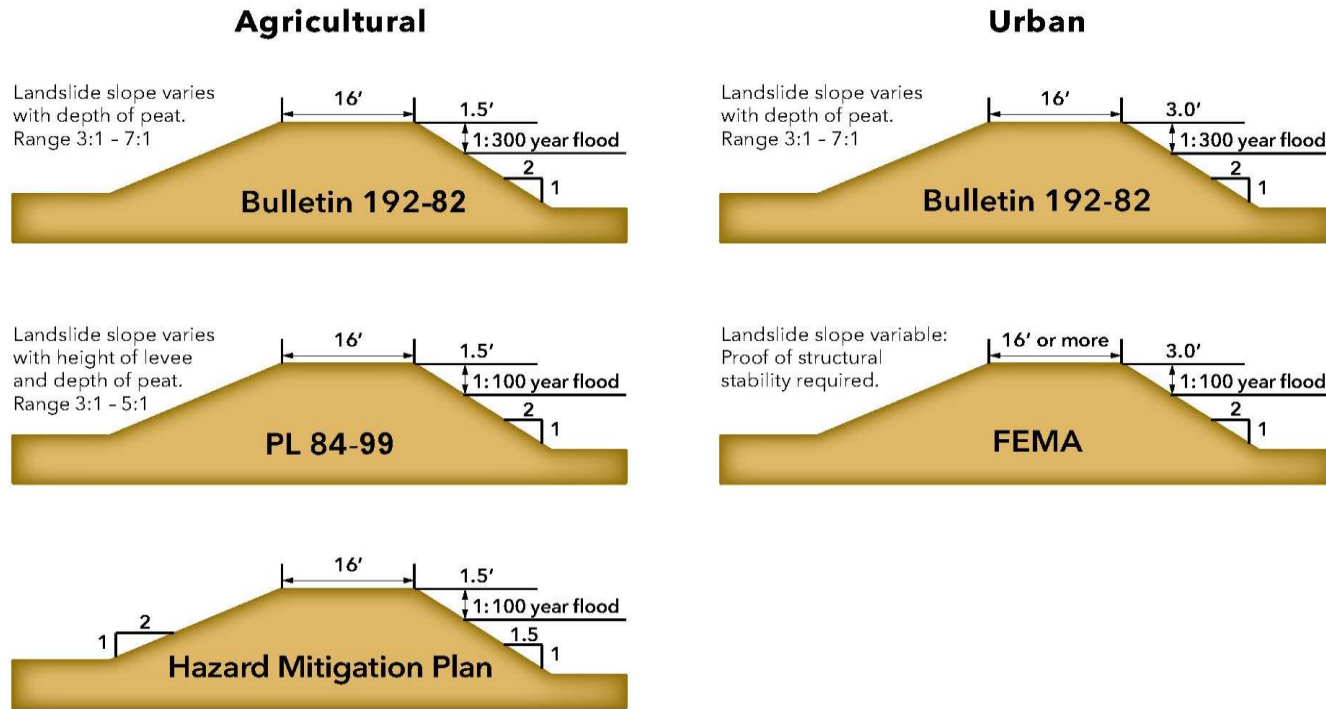 Agricultural
Urban
Landslide slope varies
with depth of peat.
Range 3:1 – 7:1
16′
1.5′
1:300 year flood
2
1
Bulletin 192-82
Landslide slope varies
with depth of peat.
Range 3:1 – 7:1
16′
3.0′
1:300 year flood
2
1
Bulletin 192-82
Landslide slope varies
with height of levee
and depth of peat.
Range 3:1 – 5:1
16′
1.5′
1:100 year flood
2
1
PL 84-99
Landslide slope variable:
Proof of structural
stability required.
16′ or more
3.0′
1:100 year flood
2
1
FEMA
16′
1.5′
1:100 year flood
2
1
1.5
1
Hazard Mitigation Plan